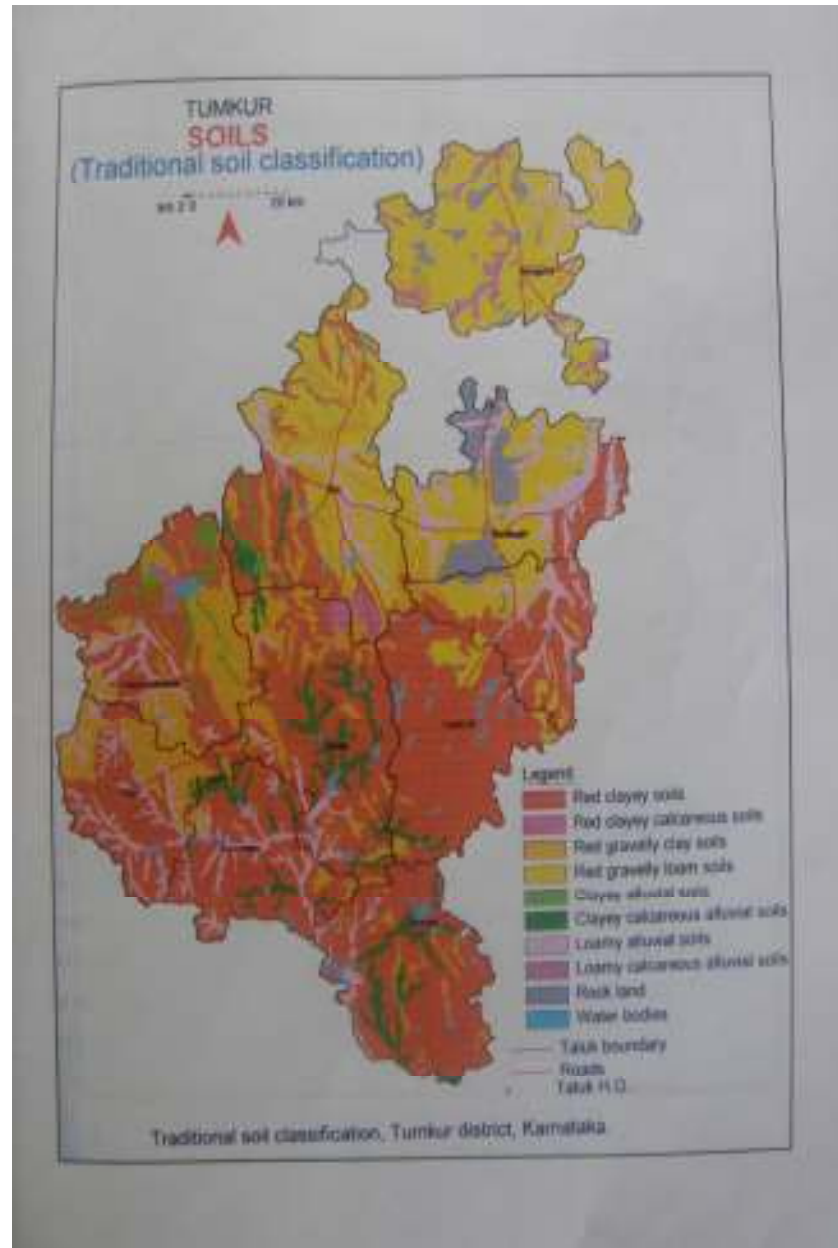 TUMKUR
SOILS
(Traditional soil classification)
Legend
Red clayey soils
Red clayey calcareous soils
Red gravelly clay soils
Red gravelly loam soils
Clayey alluvial soils
Clayey calcareous alluvial soils
Loamy alluvial soils
Loamy calcareous alluvial soils
Rock land
Water bodies
Taluk boundary
Roads
Taluk H.Q.
Traditional soil classification, Tumkur district, Karnataka